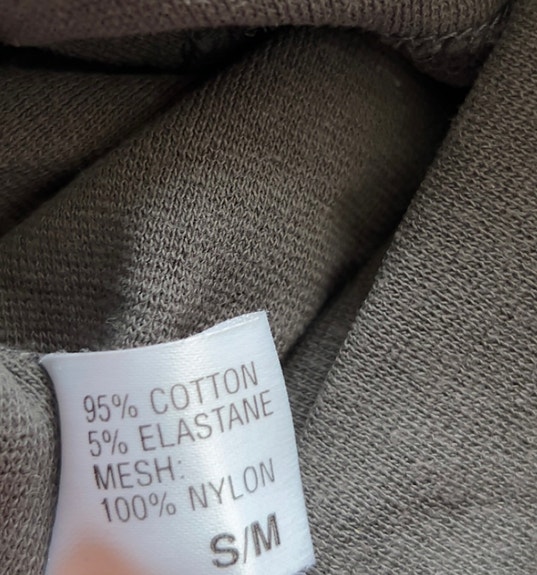 95% COTTON
5% ELASTANE
MESH:
100% NYLON
S/M